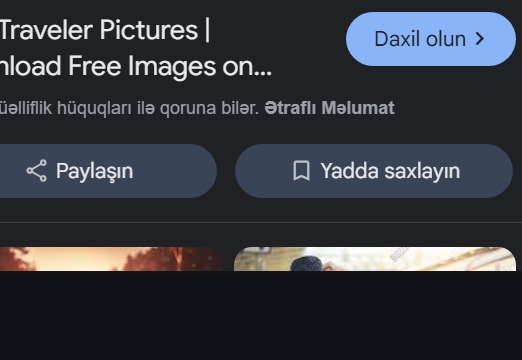 Traveler Pictures |
nload Free Images on...
Daxil olun
üəlliflik hüquqları ilə qoruna bilər. Ətraflı Məlumat
Paylaşın
Yadda saxlayın